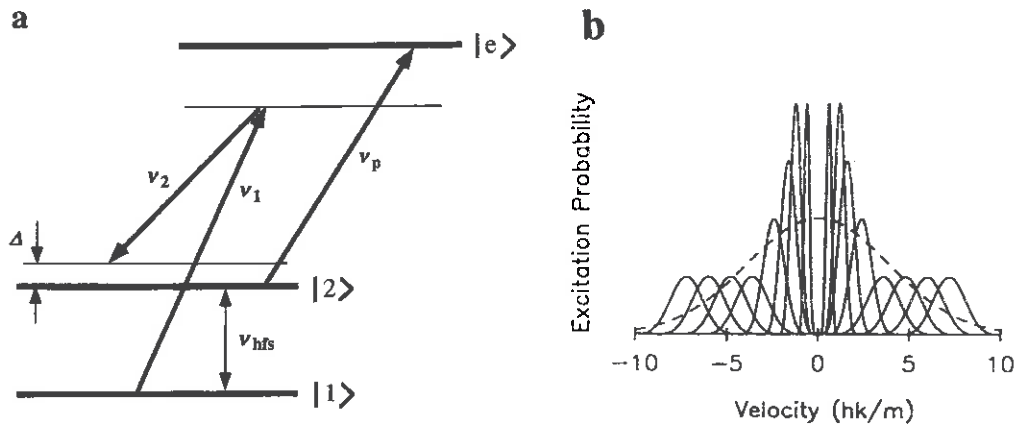 a
|e>
ν₂
ν₁
νₚ
Δ
|2>
νhfs
|1>
b
Excitation Probability
−10
−5
0
5
10
Velocity (hk/m)